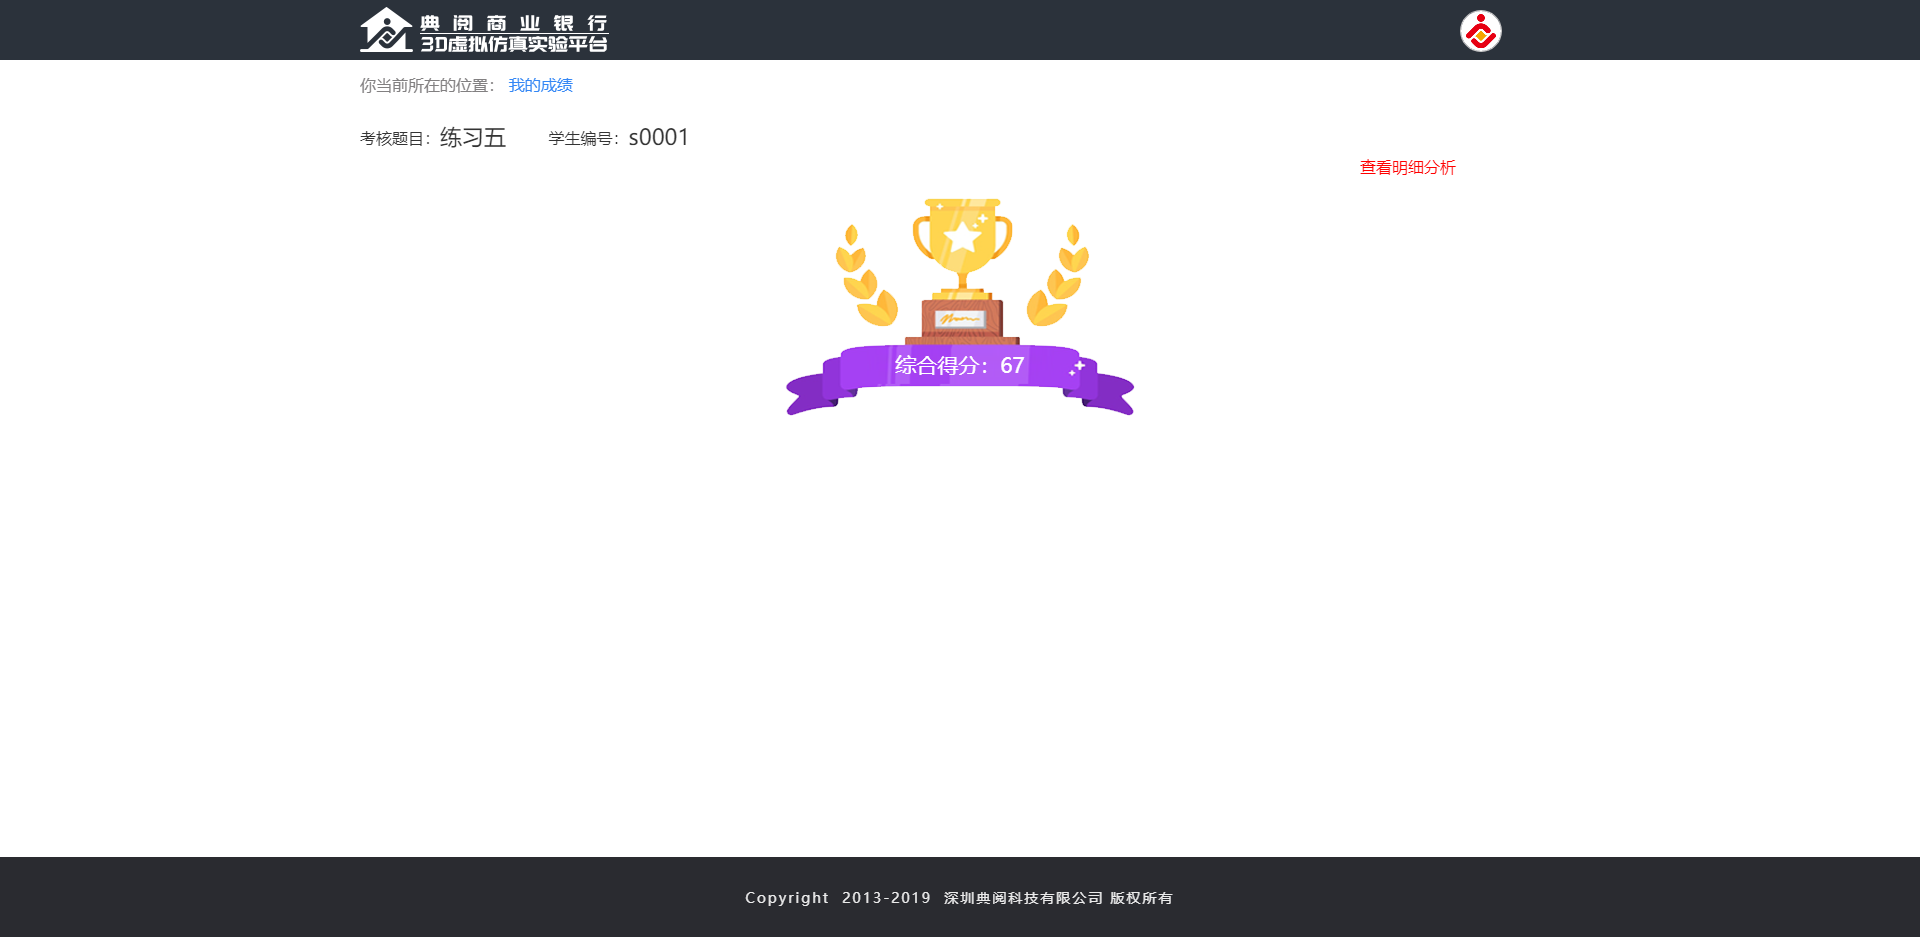 典阅商业银行
3D虚拟仿真实验平台
你当前所在的位置： 我的成绩
考核题目：练习五 学生编号：s0001
查看明细分析
综合得分：67
Copyright 2013-2019 深圳典阅科技有限公司 版权所有